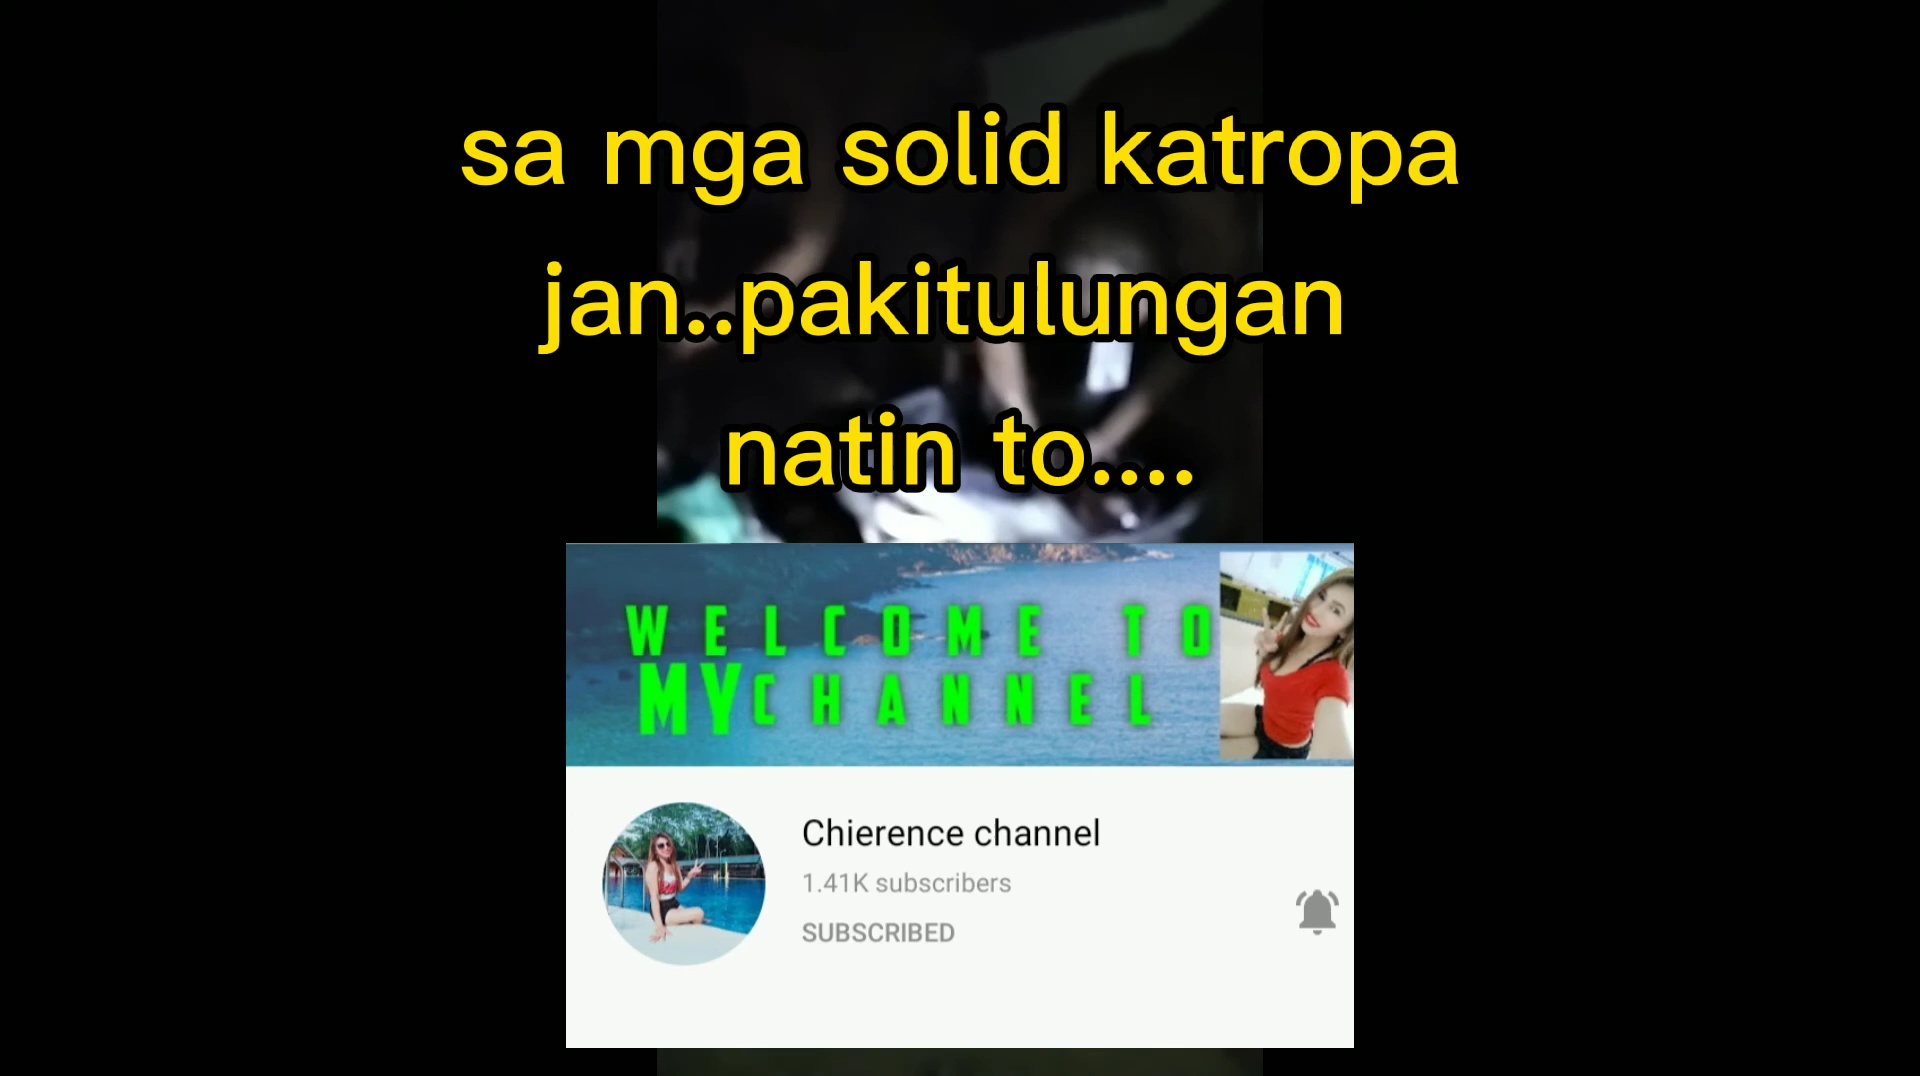 sa mga solid katropa
jan..pakitulungan
natin to....
WELCOME TO
MY CHANNEL
Chierence channel
1.41K subscribers
SUBSCRIBED